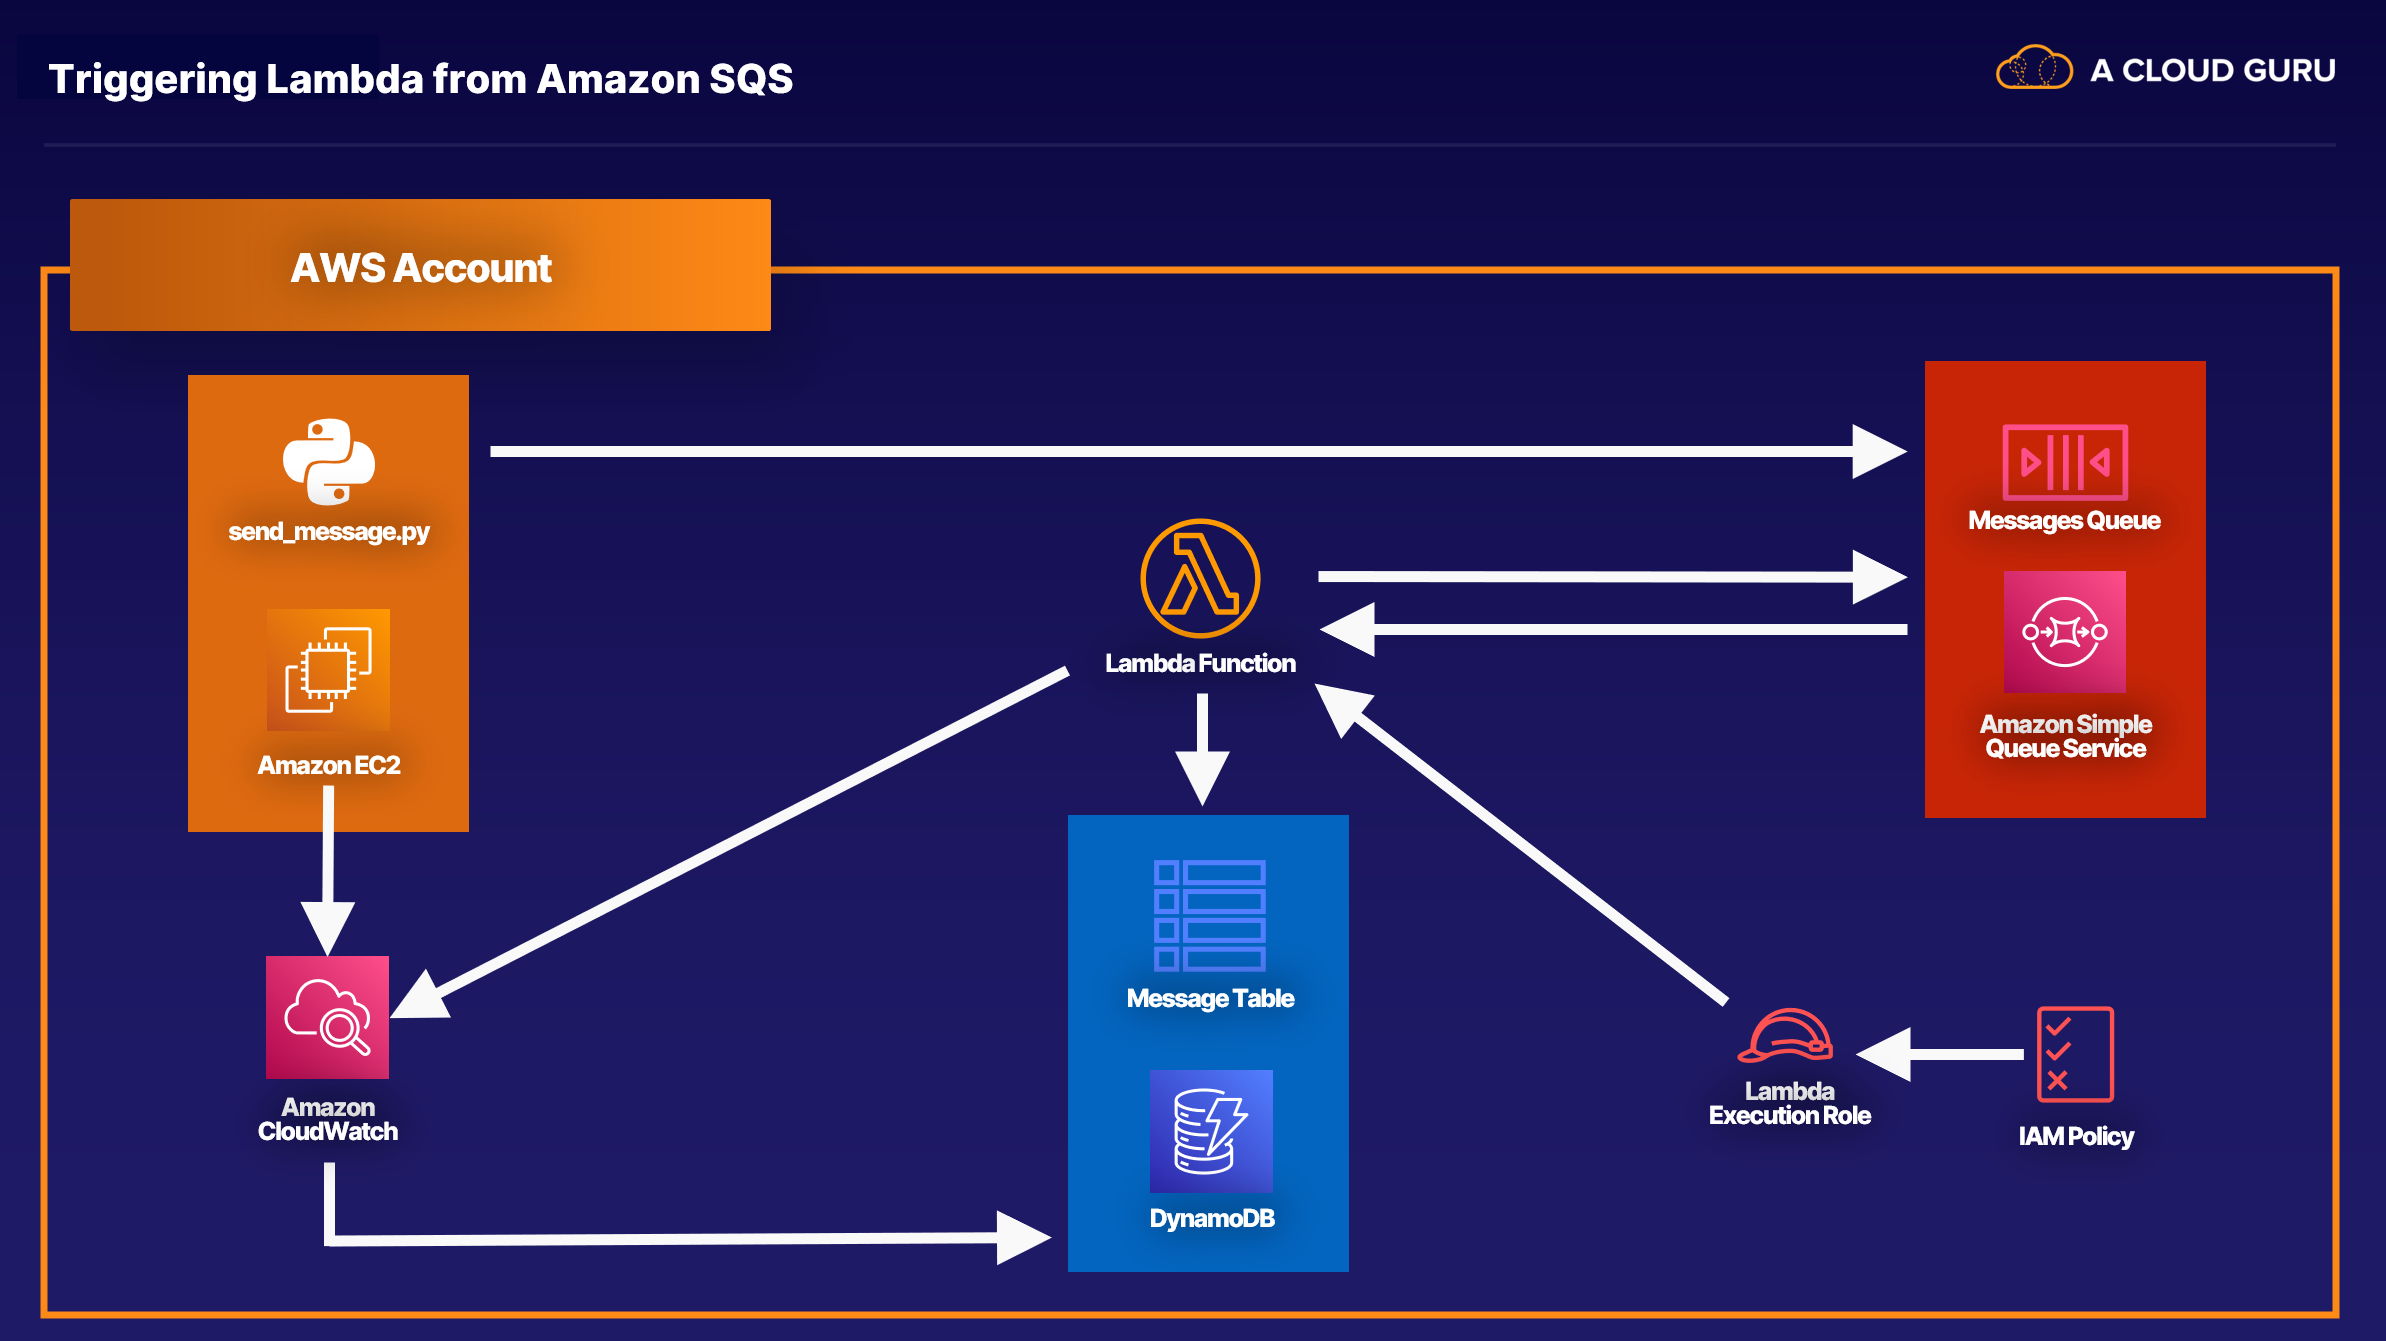 Triggering Lambda from Amazon SQS
A CLOUD GURU
AWS Account
send_message.py
Amazon EC2
Messages Queue
Amazon Simple
Queue Service
Lambda Function
Message Table
DynamoDB
Amazon
CloudWatch
Lambda
Execution Role
IAM Policy